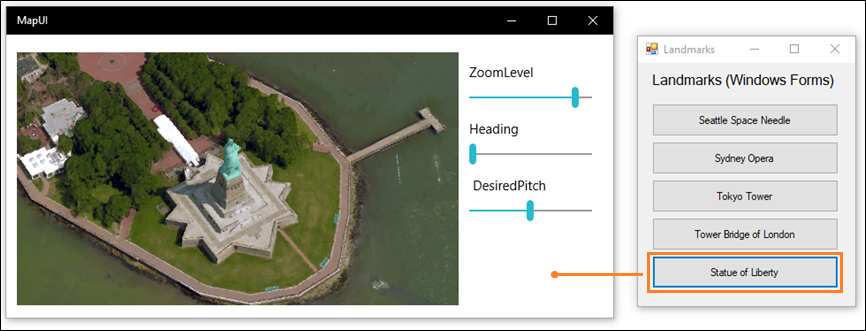 MapUI
ZoomLevel
Heading
DesiredPitch
Landmarks
Landmarks (Windows Forms)
Seattle Space Needle
Sydney Opera
Tokyo Tower
Tower Bridge of London
Statue of Liberty